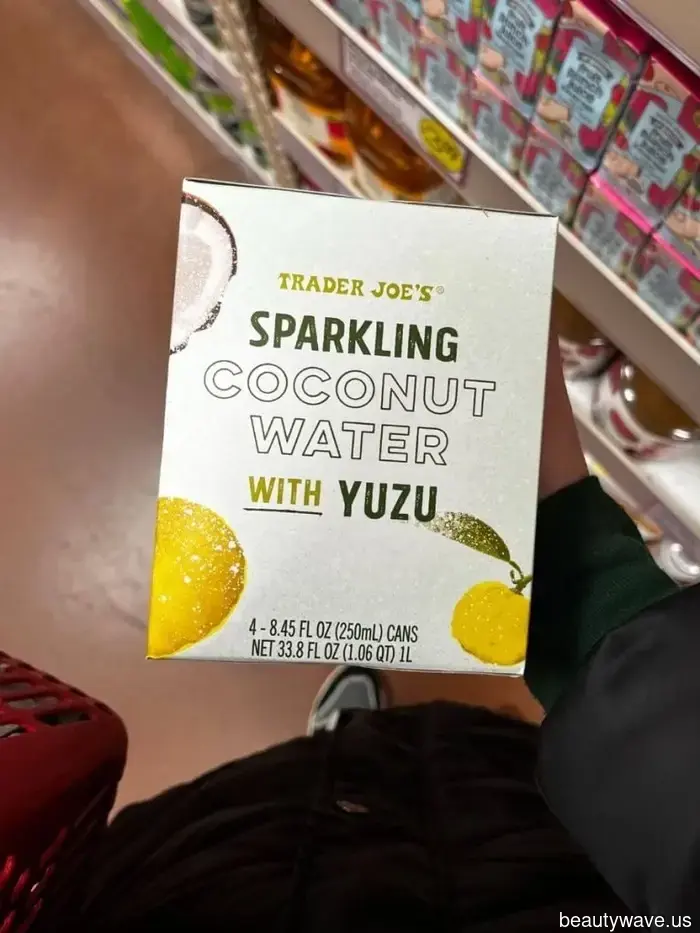 TRADER JOE'S®
SPARKLING
COCONUT
WATER
WITH YUZU
4 - 8.45 FL OZ (250mL) CANS
NET 33.8 FL OZ (1.06 QT) 1L
beautywave.us